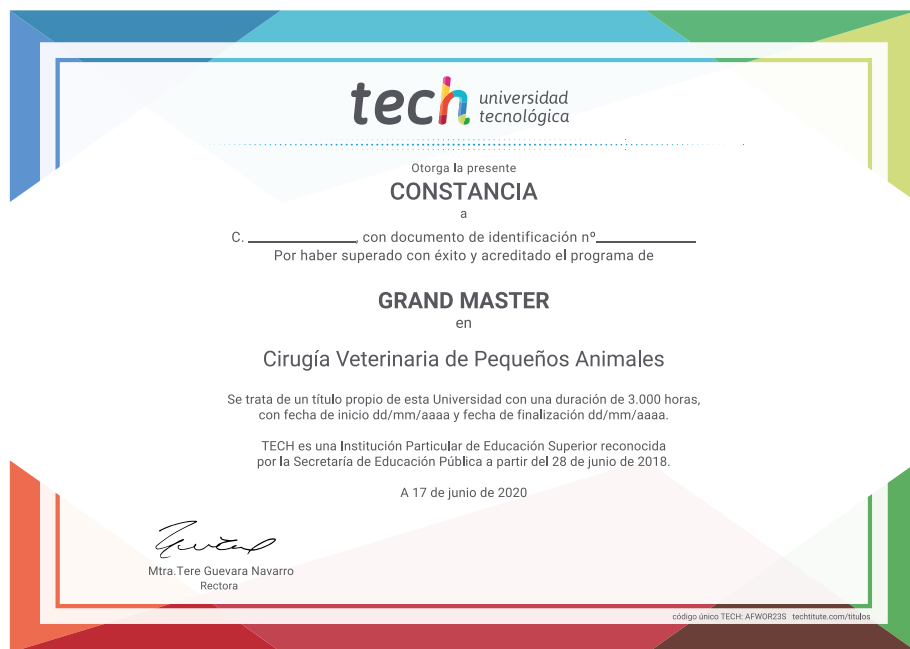 tech universidad
tecnológica
Otorga la presente
CONSTANCIA
a
C. ____________, con documento de identificación nº____________
Por haber superado con éxito y acreditado el programa de
GRAND MASTER
en
Cirugía Veterinaria de Pequeños Animales
Se trata de un título propio de esta Universidad con una duración de 3.000 horas,
con fecha de inicio dd/mm/aaaa y fecha de finalización dd/mm/aaaa.
TECH es una Institución Particular de Educación Superior reconocida
por la Secretaría de Educación Pública a partir del 28 de junio de 2018.
A 17 de junio de 2020
Mtra.Tere Guevara Navarro
Rectora
código único TECH: AFWOR23S techtitute.com/titulos